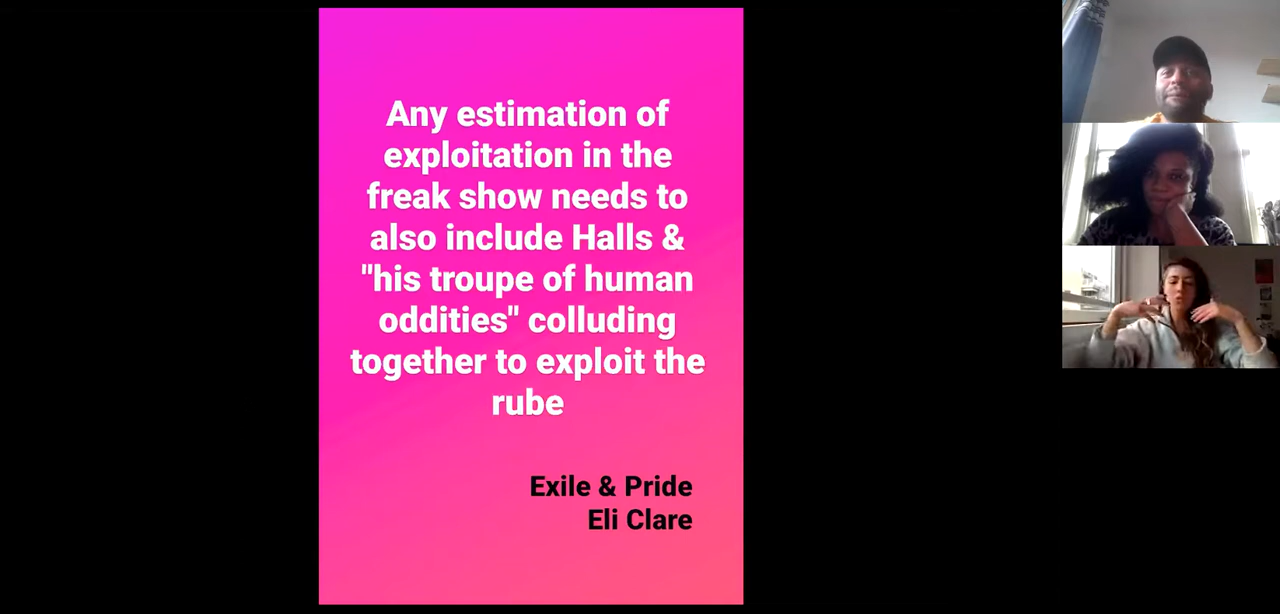 Any estimation of
exploitation in the
freak show needs to
also include Halls &
"his troupe of human
oddities" colluding
together to exploit the
rube
Exile & Pride
Eli Clare